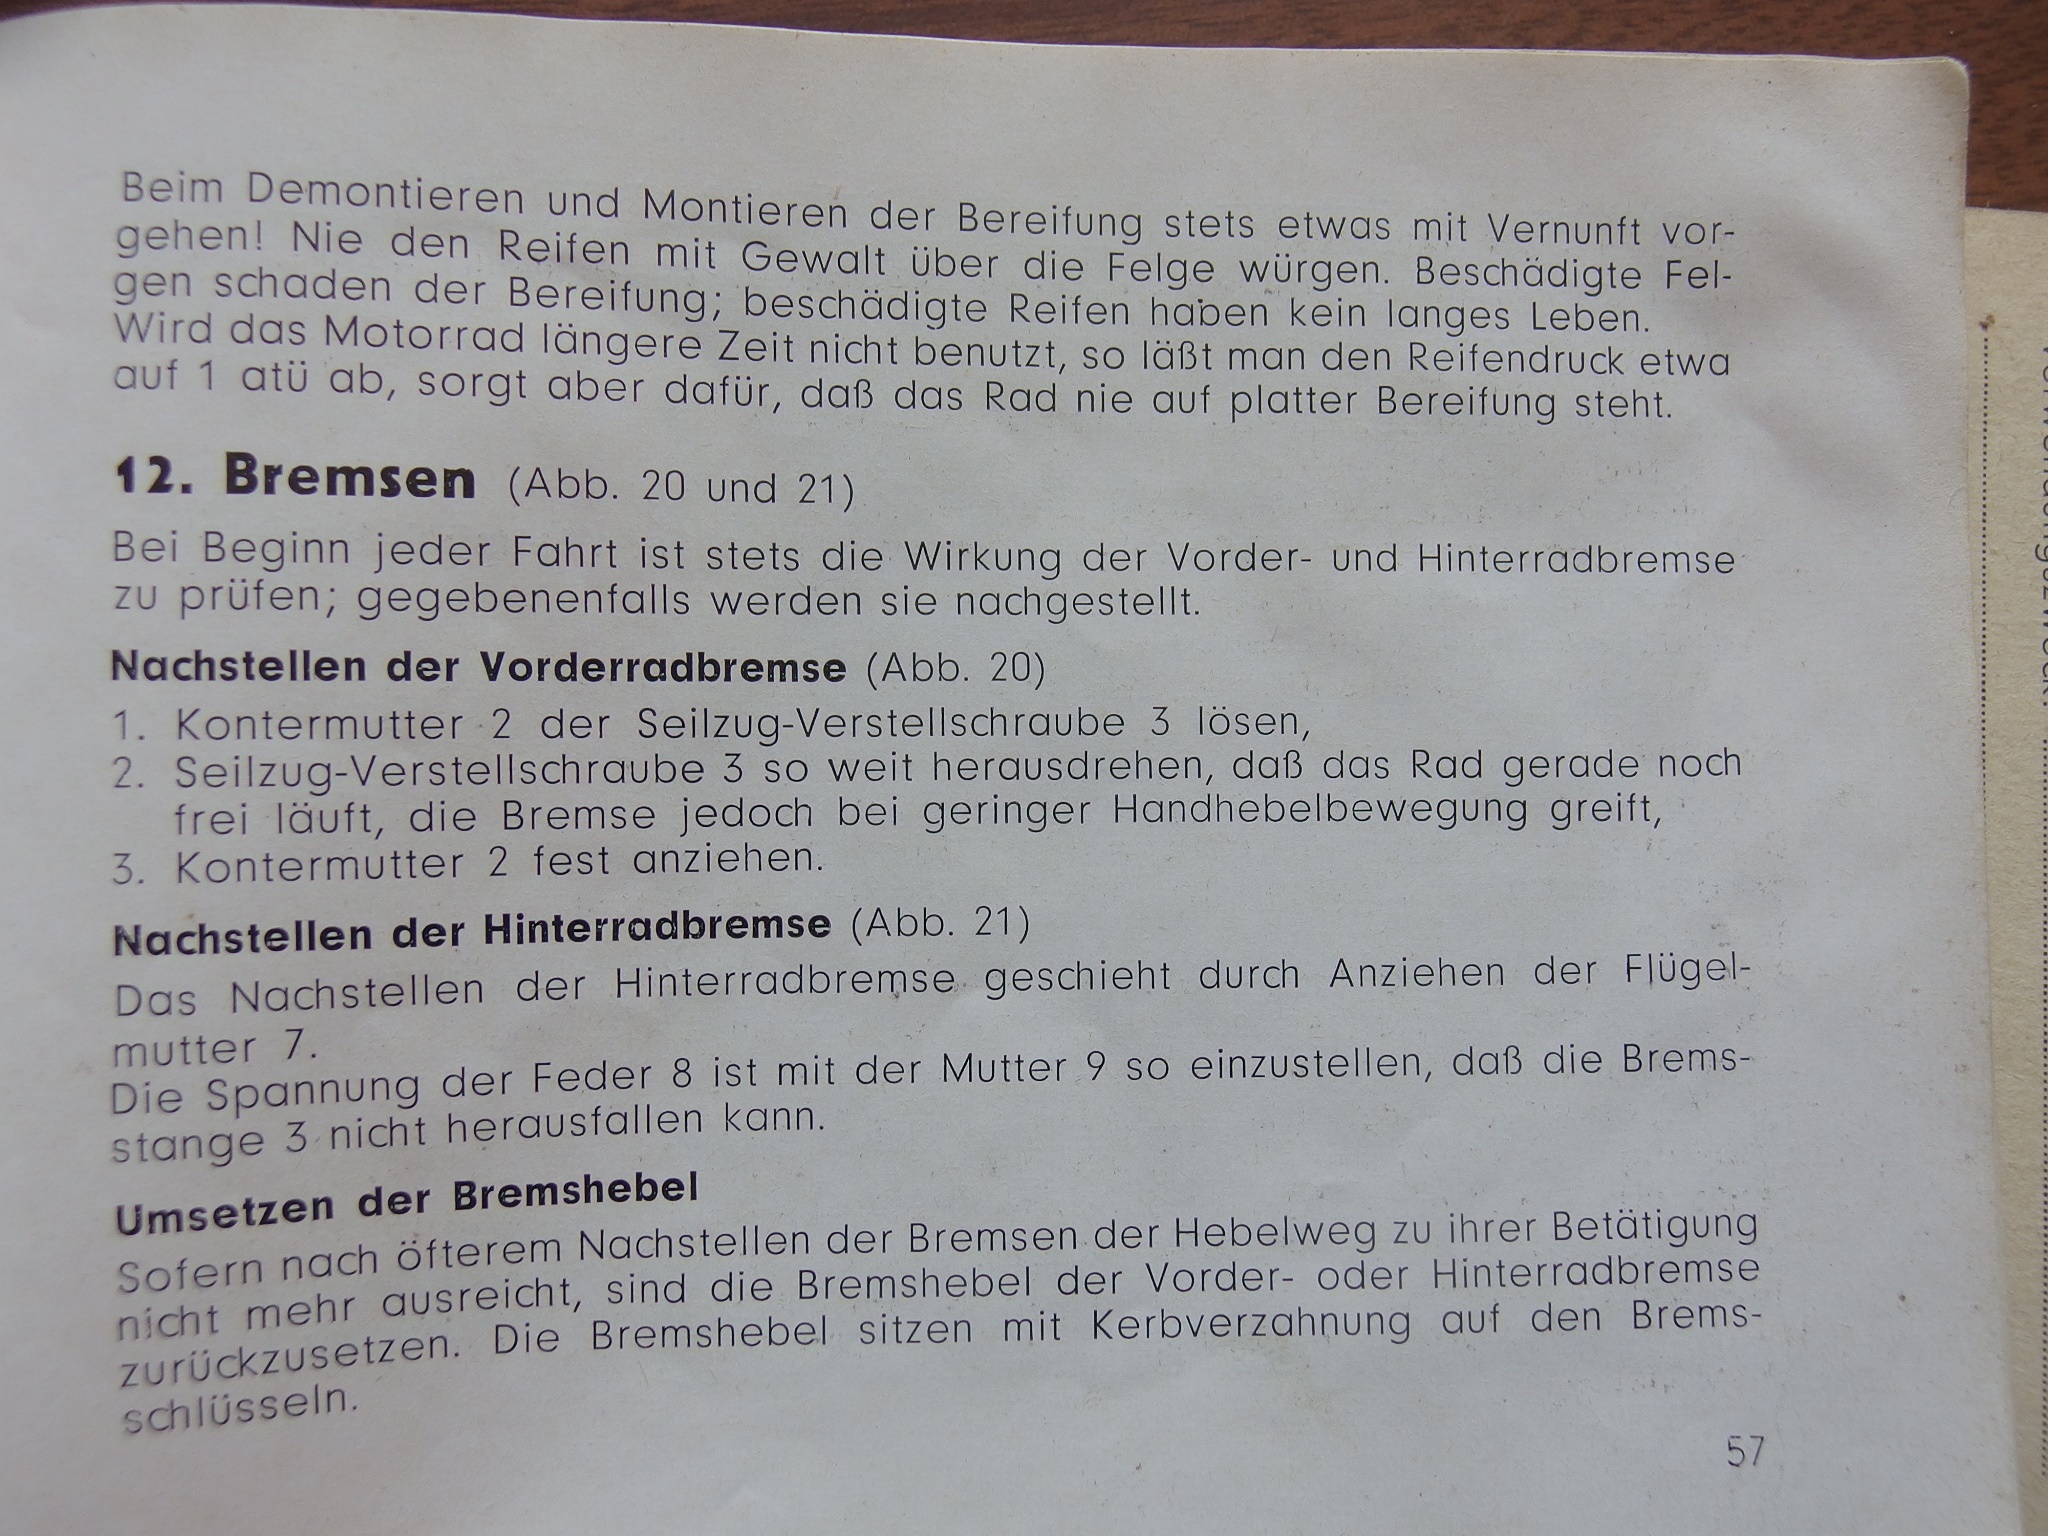 Beim Demontieren und Montieren der Bereifung stets etwas mit Vernunft vor-
gehen! Nie den Reifen mit Gewalt über die Felge würgen. Beschädigte Fel-
gen schaden der Bereifung; beschädigte Reifen haben kein langes Leben.
Wird das Motorrad längere Zeit nicht benutzt, so läßt man den Reifendruck etwa
auf 1 atü ab, sorgt aber dafür, daß das Rad nie auf platter Bereifung steht.
12. Bremsen (Abb. 20 und 21)
Bei Beginn jeder Fahrt ist stets die Wirkung der Vorder- und Hinterradbremse
zu prüfen; gegebenenfalls werden sie nachgestellt.
Nachstellen der Vorderradbremse (Abb. 20)
1. Kontermutter 2 der Seilzug-Verstellschraube 3 lösen,
2. Seilzug-Verstellschraube 3 so weit herausdrehen, daß das Rad gerade noch
frei läuft, die Bremse jedoch bei geringer Handhebelbewegung greift,
3. Kontermutter 2 fest anziehen.
Nachstellen der Hinterradbremse (Abb. 21)
Das Nachstellen der Hinterradbremse geschieht durch Anziehen der Flügel-
mutter 7.
Die Spannung der Feder 8 ist mit der Mutter 9 so einzustellen, daß die Brems-
stange 3 nicht herausfallen kann.
Umsetzen der Bremshebel
Sofern nach öfterem Nachstellen der Bremsen der Hebelweg zu ihrer Betätigung
nicht mehr ausreicht, sind die Bremshebel der Vorder- oder Hinterradbremse
zurückzusetzen. Die Bremshebel sitzen mit Kerbverzahnung auf den Brems-
schlüsseln.
57